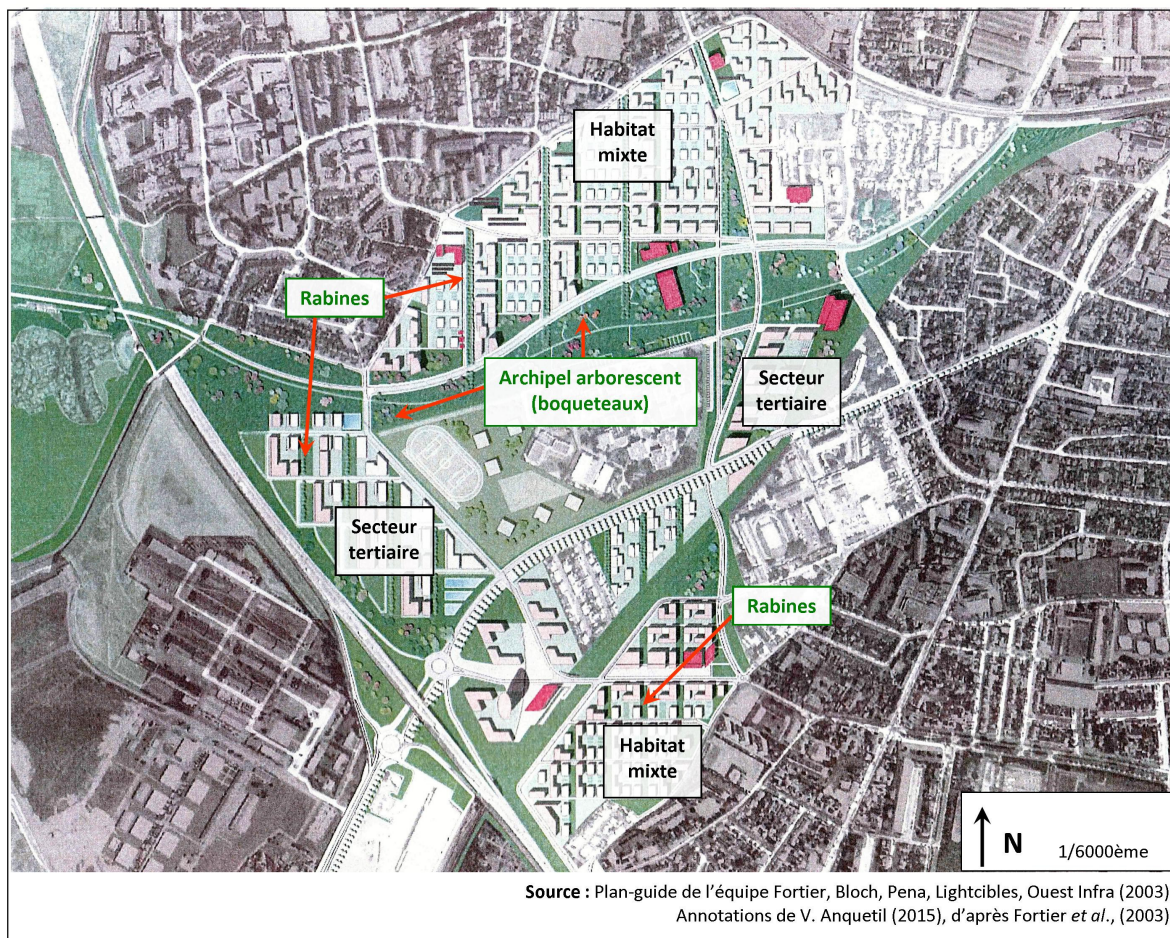 Habitat
mixte
Rabines
Archipel arborescent
(boqueteaux)
Secteur
tertiaire
Secteur
tertiaire
Rabines
Habitat
mixte
N
1/6000ème
Source : Plan-guide de l'équipe Fortier, Bloch, Pena, Lightcibles, Ouest Infra (2003)
Annotations de V. Anquetil (2015), d'après Fortier et al., (2003)